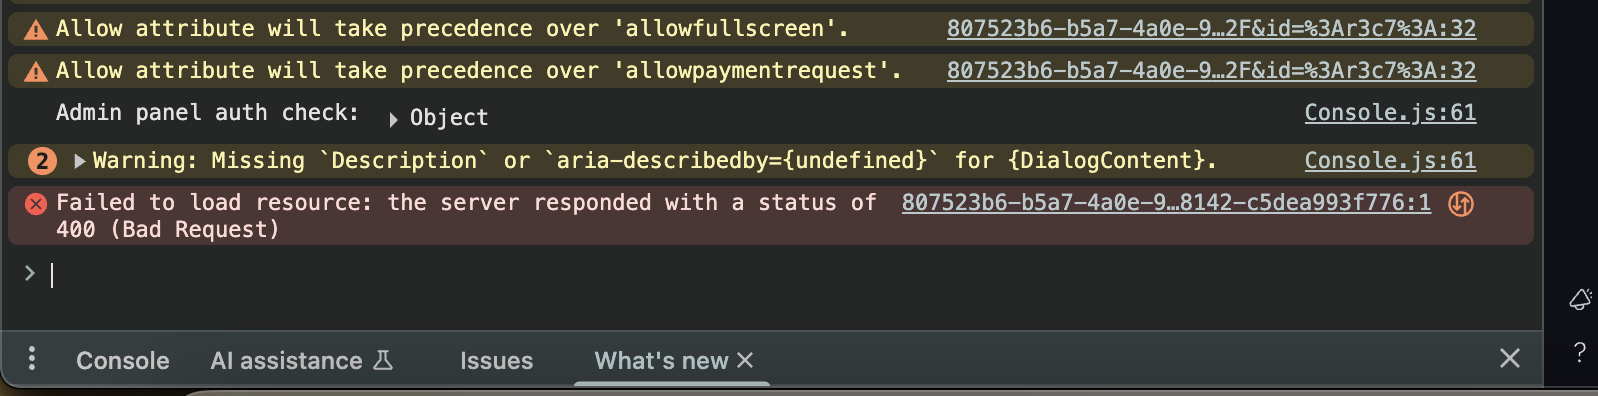 Allow attribute will take precedence over 'allowfullscreen'. 807523b6-b5a7-4a0e-9…2F&id=%3Ar3c7%3A:32
Allow attribute will take precedence over 'allowpaymentrequest'. 807523b6-b5a7-4a0e-9…2F&id=%3Ar3c7%3A:32
Admin panel auth check: Object Console.js:61
2 Warning: Missing `Description` or `aria-describedby={undefined}` for {DialogContent}. Console.js:61
Failed to load resource: the server responded with a status of 807523b6-b5a7-4a0e-9…8142-c5dea993f776:1
400 (Bad Request)
>
Console AI assistance Issues What's new
?